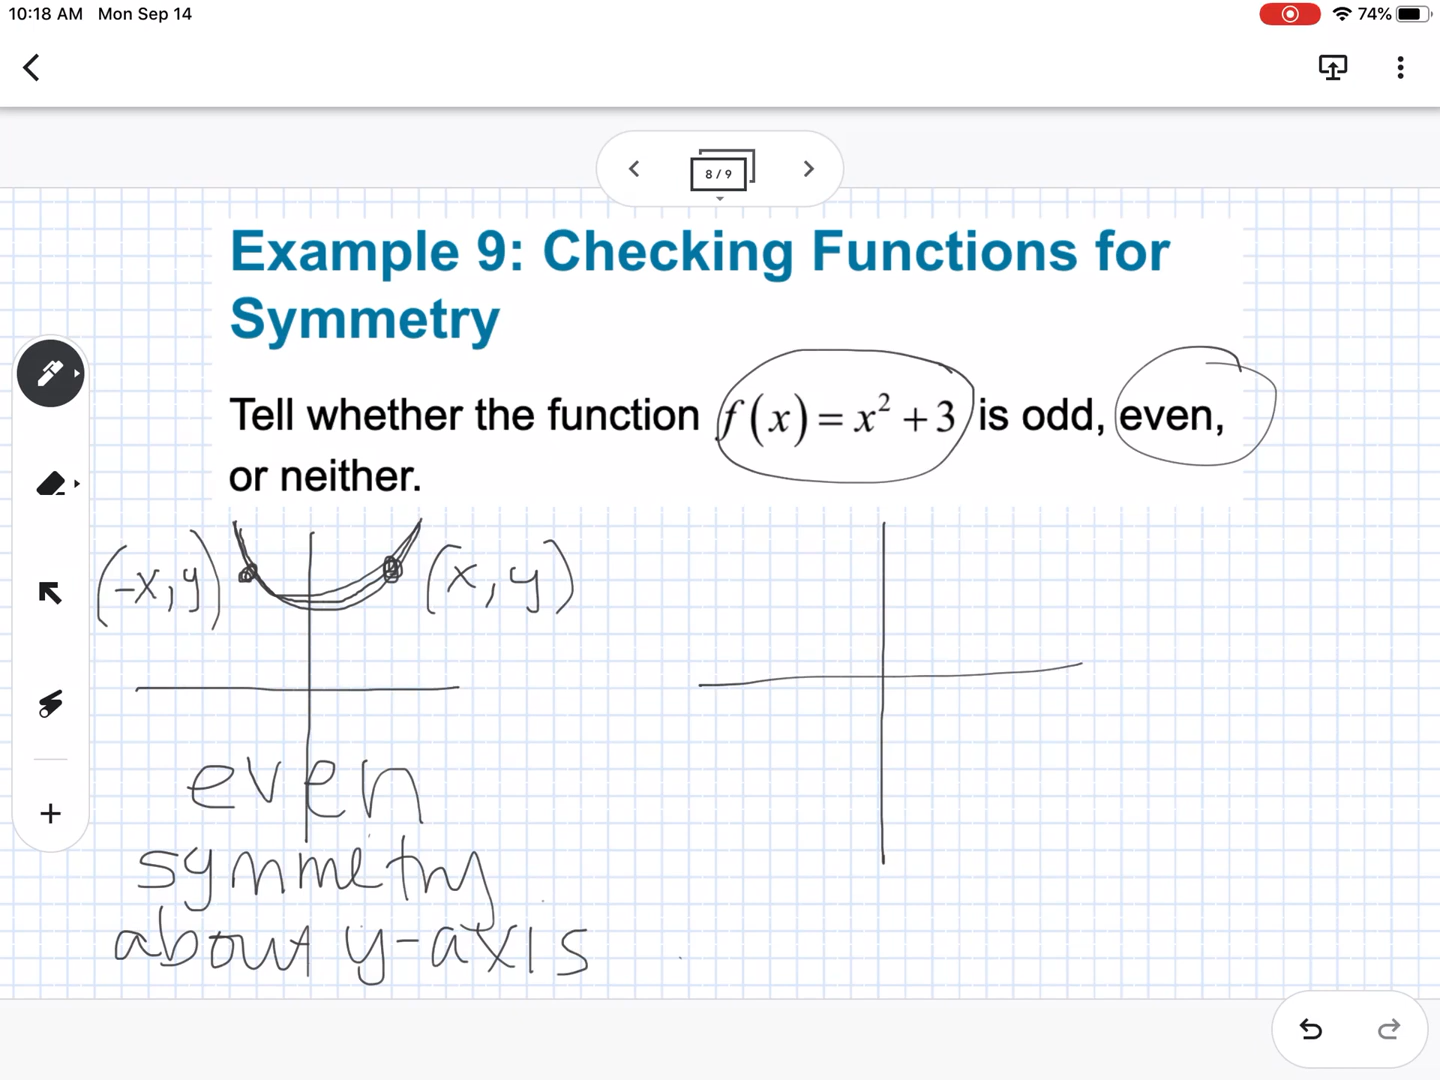 10:18 AM Mon Sep 14
74%
8 / 9
Example 9: Checking Functions for
Symmetry
Tell whether the function f(x) = x² + 3 is odd, even,
or neither.
(-x, y) (x, y)
even
symmetry
about y-axis